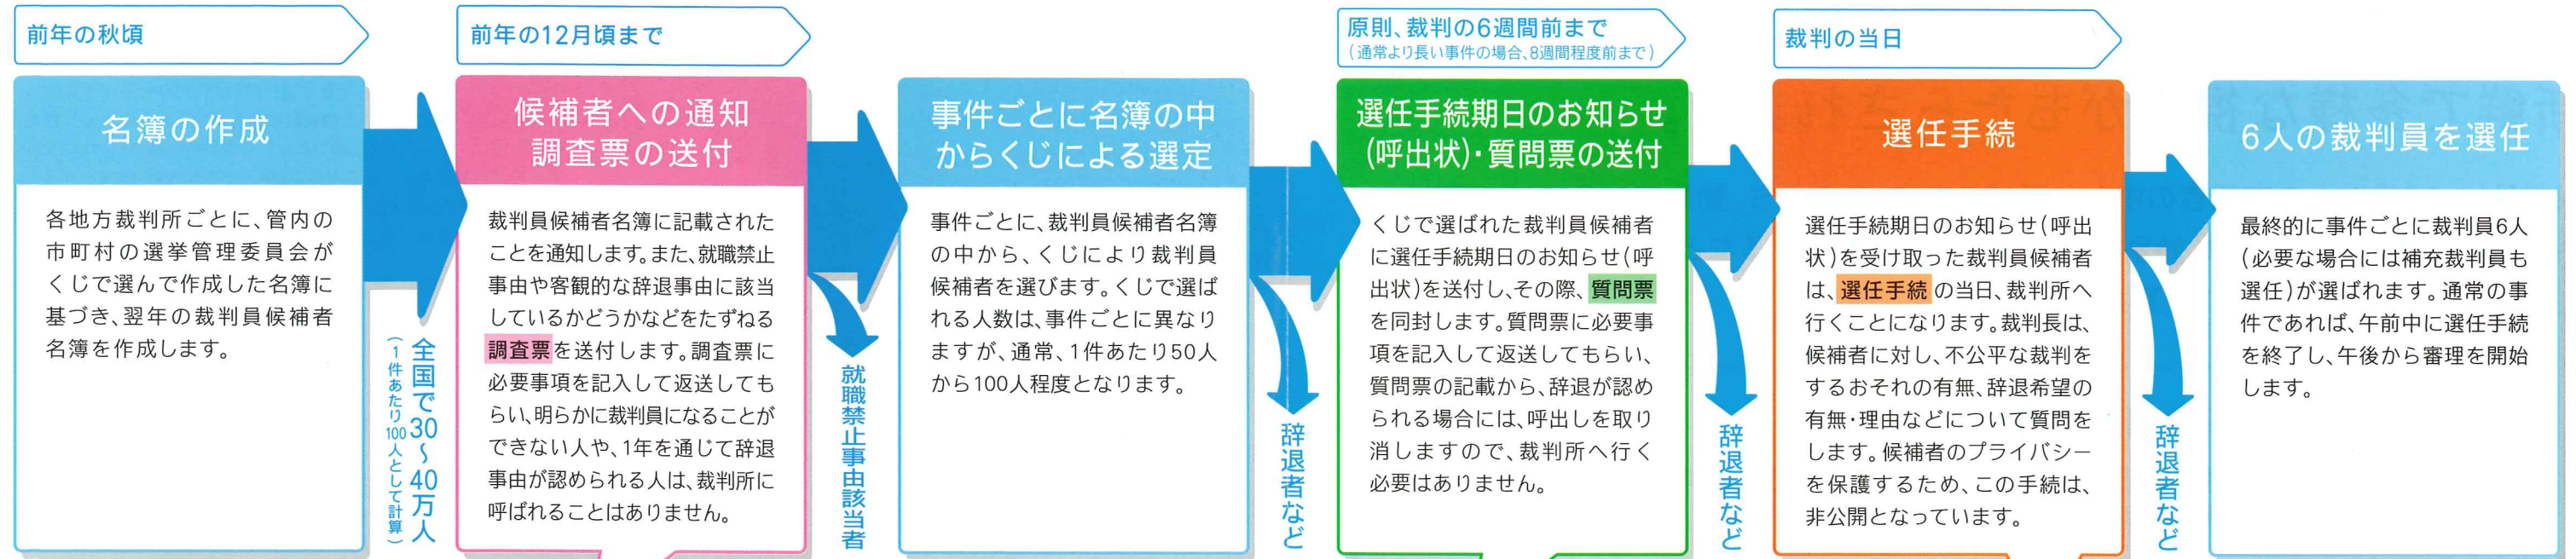 前年の秋頃
名簿の作成
各地方裁判所ごとに、管内の
市町村の選挙管理委員会が
くじで選んで作成した名簿に
基づき、翌年の裁判員候補者
名簿を作成します。
全国で30～40万人
(1件あたり100人として計算)
前年の12月頃まで
候補者への通知
調査票の送付
裁判員候補者名簿に記載された
ことを通知します。また、就職禁止
事由や客観的な辞退事由に該当
しているかどうかなどをたずねる
調査票を送付します。調査票に
必要事項を記入して返送しても
らい、明らかに裁判員になることが
できない人や、1年を通じて辞退
事由が認められる人は、裁判所に
呼ばれることはありません。
就職禁止事由該当者
事件ごとに名簿の中
からくじによる選定
事件ごとに、裁判員候補者名簿
の中から、くじにより裁判員
候補者を選びます。くじで選ば
れる人数は、事件ごとに異なり
ますが、通常、1件あたり50人
から100人程度となります。
辞退者など
原則、裁判の6週間前まで
(通常より長い事件の場合、8週間程度前まで)
選任手続期日のお知らせ
(呼出状)・質問票の送付
くじで選ばれた裁判員候補者
に選任手続期日のお知らせ(呼
出状)を送付し、その際、質問票
を同封します。質問票に必要事
項を記入して返送してもらい、
質問票の記載から、辞退が認め
られる場合には、呼出しを取り
消しますので、裁判所へ行く
必要はありません。
辞退者など
裁判の当日
選任手続
選任手続期日のお知らせ(呼出
状)を受け取った裁判員候補者
は、選任手続の当日、裁判所へ
行くことになります。裁判長は、
候補者に対し、不公平な裁判を
するおそれの有無、辞退希望の
有無・理由などについて質問を
します。候補者のプライバシー
を保護するため、この手続は、
非公開となっています。
辞退者など
6人の裁判員を選任
最終的に事件ごとに裁判員6人
(必要な場合には補充裁判員も
選任)が選ばれます。通常の事
件であれば、午前中に選任手続
を終了し、午後から審理を開始
します。